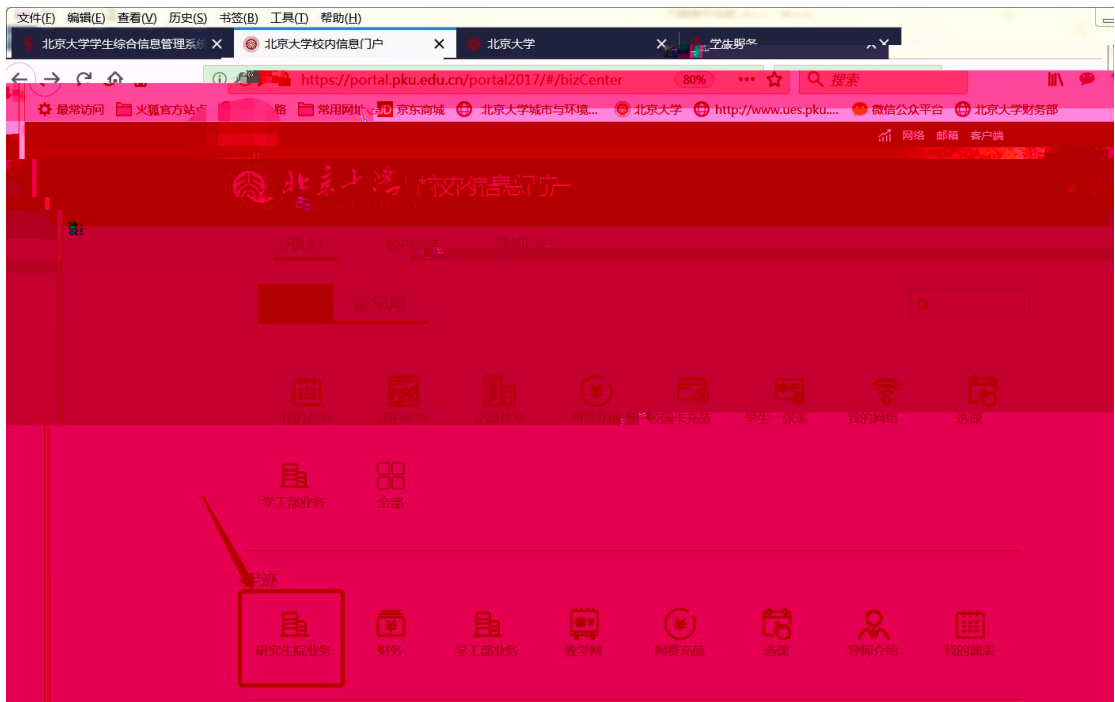 文件(F) 编辑(E) 查看(V) 历史(S) 书签(B) 工具(T) 帮助(H)
北京大学学生综合信息管理系统 北京大学校内信息门户 北京大学
https://portal.pku.edu.cn/portal2017/#/bizCenter 80% 搜索
最常访问 火狐官方站点 常用网址 京东商城 北京大学城市与环境... 北京大学 http://www.ues.pku.... 微信公众平台 北京大学财务部
网络 邮箱 客户端
北京大学 校内信息门户
办事大厅
我的课表 网费充值 校园卡充值 学生一张表 我的网络 选课
学工部业务 全部
足迹
研究生院业务 财务 学工部业务 教学网 网费充值 选课 导师介绍 我的课表